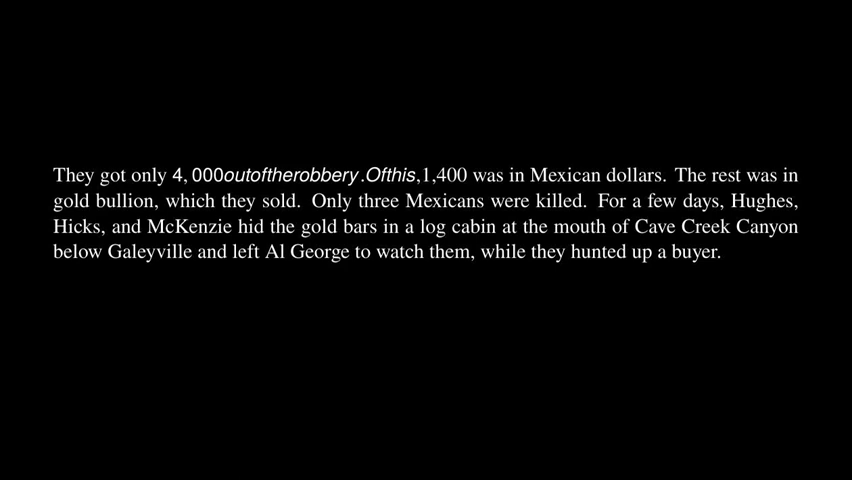 They got only 4, 000outoftherobbery.Ofthis,1,400 was in Mexican dollars. The rest was in
gold bullion, which they sold. Only three Mexicans were killed. For a few days, Hughes,
Hicks, and McKenzie hid the gold bars in a log cabin at the mouth of Cave Creek Canyon
below Galeyville and left Al George to watch them, while they hunted up a buyer.